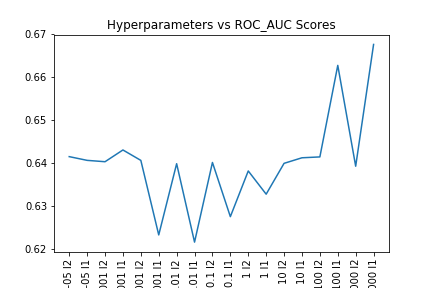 Hyperparameters vs ROC_AUC Scores
0.67
0.66
0.65
0.64
0.63
0.62
-05 l2
-05 l1
001 l2
001 l1
001 l2
001 l1
.01 l2
.01 l1
0.1 l2
0.1 l1
1 l2
1 l1
10 l2
10 l1
100 l2
100 l1
000 l2
000 l1